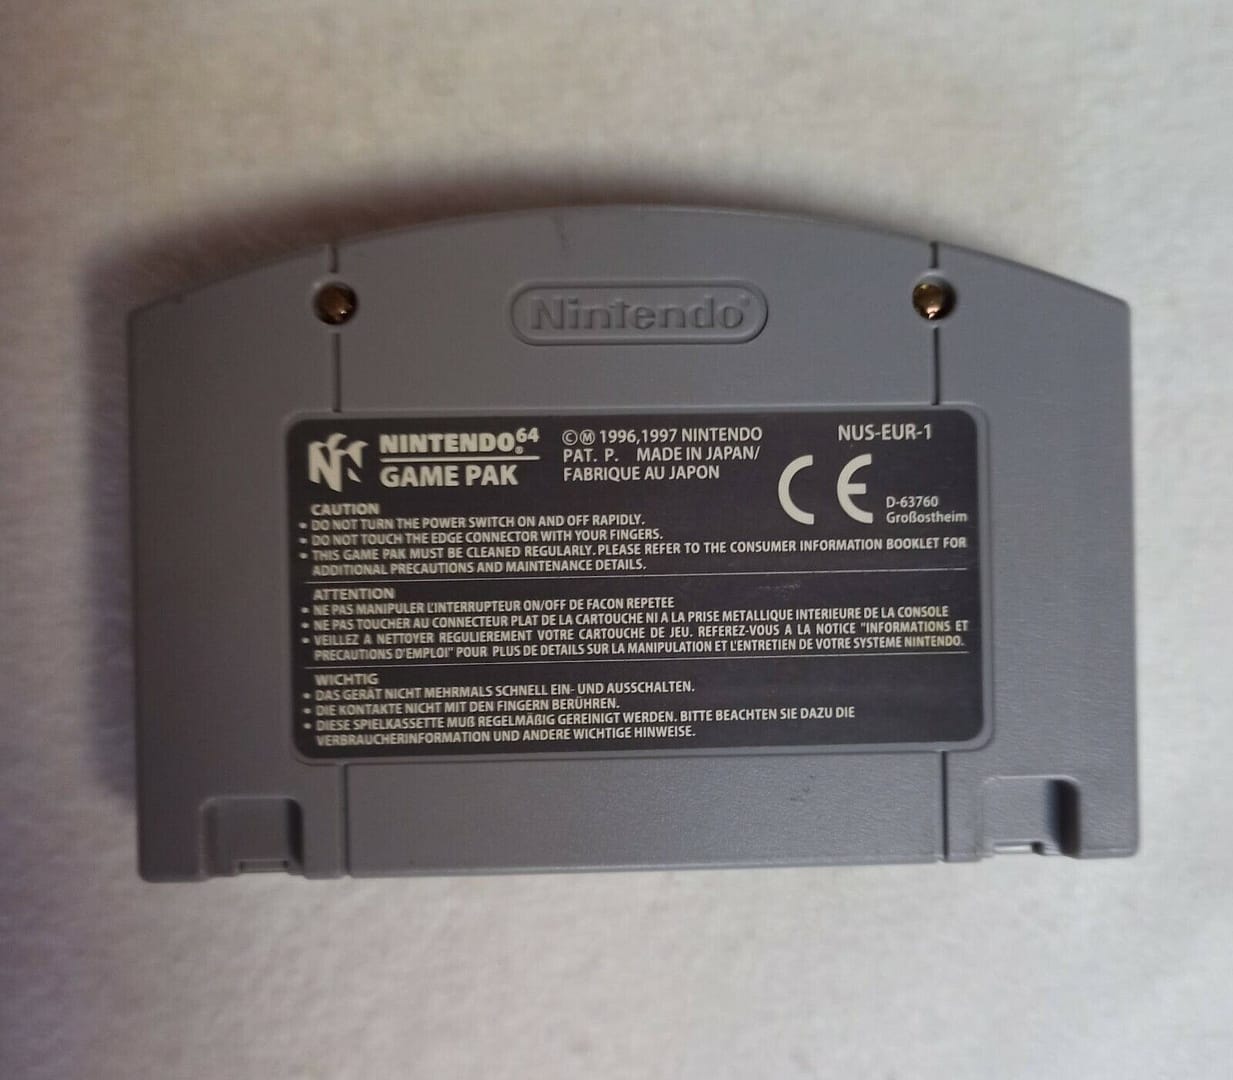 Nintendo®
NINTENDO⁶⁴®
GAME PAK
©Ⓜ 1996,1997 NINTENDO
PAT. P. MADE IN JAPAN/
FABRIQUE AU JAPON
NUS-EUR-1
CE
D-63760
Großostheim
CAUTION
• DO NOT TURN THE POWER SWITCH ON AND OFF RAPIDLY.
• DO NOT TOUCH THE EDGE CONNECTOR WITH YOUR FINGERS.
• THIS GAME PAK MUST BE CLEANED REGULARLY. PLEASE REFER TO THE CONSUMER INFORMATION BOOKLET FOR
ADDITIONAL PRECAUTIONS AND MAINTENANCE DETAILS.
ATTENTION
• NE PAS MANIPULER L'INTERRUPTEUR ON/OFF DE FACON REPETEE
• NE PAS TOUCHER AU CONNECTEUR PLAT DE LA CARTOUCHE NI A LA PRISE METALLIQUE INTERIEURE DE LA CONSOLE
• VEILLEZ A NETTOYER REGULIEREMENT VOTRE CARTOUCHE DE JEU. REFEREZ-VOUS A LA NOTICE "INFORMATIONS ET
PRECAUTIONS D'EMPLOI" POUR PLUS DE DETAILS SUR LA MANIPULATION ET L'ENTRETIEN DE VOTRE SYSTEME NINTENDO.
WICHTIG
• DAS GERÄT NICHT MEHRMALS SCHNELL EIN- UND AUSSCHALTEN.
• DIE KONTAKTE NICHT MIT DEN FINGERN BERÜHREN.
• DIESE SPIELKASSETTE MUß REGELMÄßIG GEREINIGT WERDEN. BITTE BEACHTEN SIE DAZU DIE
VERBRAUCHERINFORMATION UND ANDERE WICHTIGE HINWEISE.